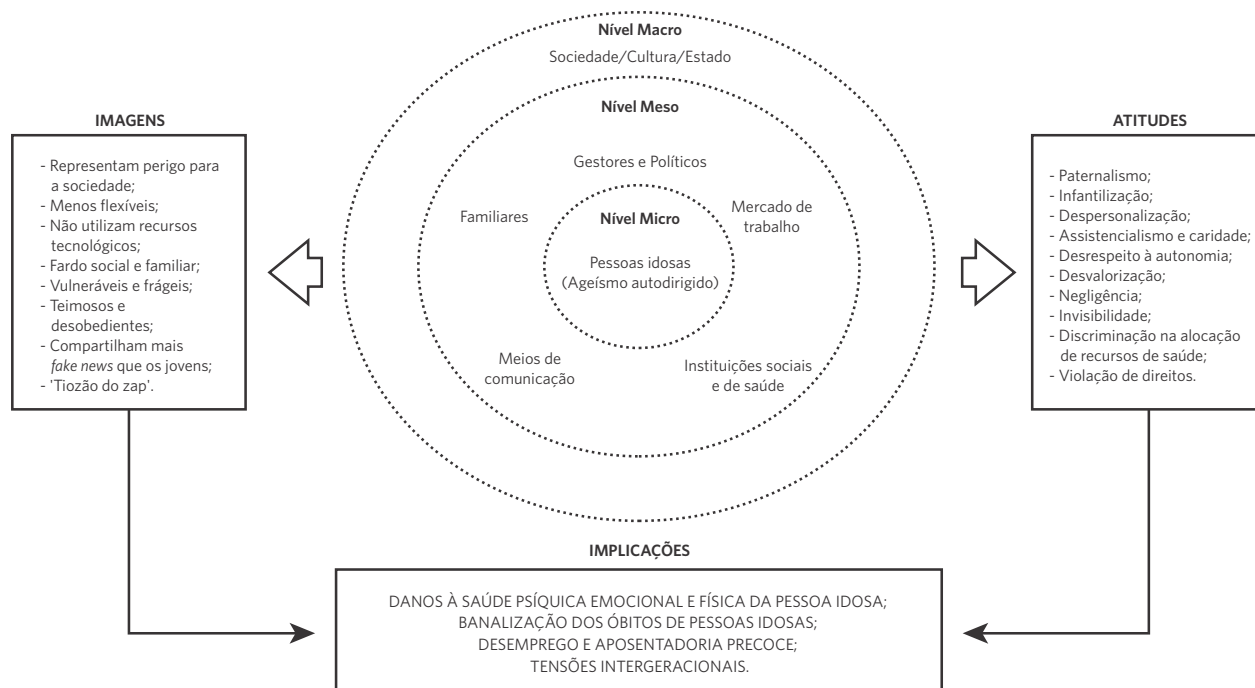 Nível Macro
Sociedade/Cultura/Estado
Nível Meso
Gestores e Políticos
Familiares
Mercado de
trabalho
Nível Micro
Pessoas idosas
(Ageísmo autodirigido)
Meios de
comunicação
Instituições sociais
e de saúde
IMAGENS
- Representam perigo para
a sociedade;
- Menos flexíveis;
- Não utilizam recursos
tecnológicos;
- Fardo social e familiar;
- Vulneráveis e frágeis;
- Teimosos e
desobedientes;
- Compartilham mais
fake news que os jovens;
- 'Tiozão do zap'.
ATITUDES
- Paternalismo;
- Infantilização;
- Despersonalização;
- Assistencialismo e caridade;
- Desrespeito à autonomia;
- Desvalorização;
- Negligência;
- Invisibilidade;
- Discriminação na alocação
de recursos de saúde;
- Violação de direitos.
IMPLICAÇÕES
DANOS À SAÚDE PSÍQUICA EMOCIONAL E FÍSICA DA PESSOA IDOSA;
BANALIZAÇÃO DOS ÓBITOS DE PESSOAS IDOSAS;
DESEMPREGO E APOSENTADORIA PRECOCE;
TENSÕES INTERGERACIONAIS.